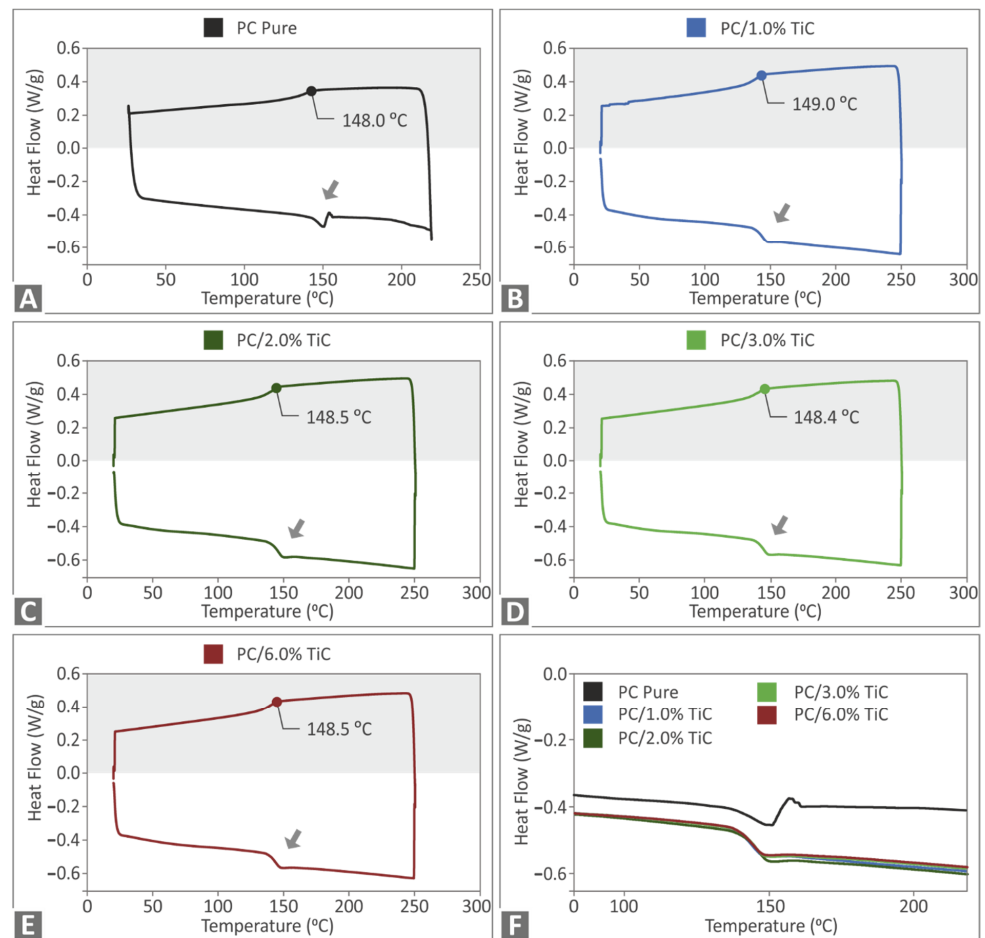 PC Pure
0.6
0.4
0.2
0.0
−0.2
−0.4
−0.6
Heat Flow (W/g)
148.0 ºC
0 50 100 150 200 250
Temperature (ºC)
A
PC/1.0% TiC
0.6
0.4
0.2
0.0
−0.2
−0.4
−0.6
Heat Flow (W/g)
149.0 ºC
0 50 100 150 200 250 300
Temperature (ºC)
B
PC/2.0% TiC
0.6
0.4
0.2
0.0
−0.2
−0.4
−0.6
Heat Flow (W/g)
148.5 ºC
0 50 100 150 200 250 300
Temperature (ºC)
C
PC/3.0% TiC
0.6
0.4
0.2
0.0
−0.2
−0.4
−0.6
Heat Flow (W/g)
148.4 ºC
0 50 100 150 200 250 300
Temperature (ºC)
D
PC/6.0% TiC
0.6
0.4
0.2
0.0
−0.2
−0.4
−0.6
Heat Flow (W/g)
148.5 ºC
0 50 100 150 200 250 300
Temperature (ºC)
E
0.0
−0.2
−0.4
−0.6
Heat Flow (W/g)
PC Pure
PC/1.0% TiC
PC/2.0% TiC
PC/3.0% TiC
PC/6.0% TiC
0 100 150 200
Temperature (ºC)
F